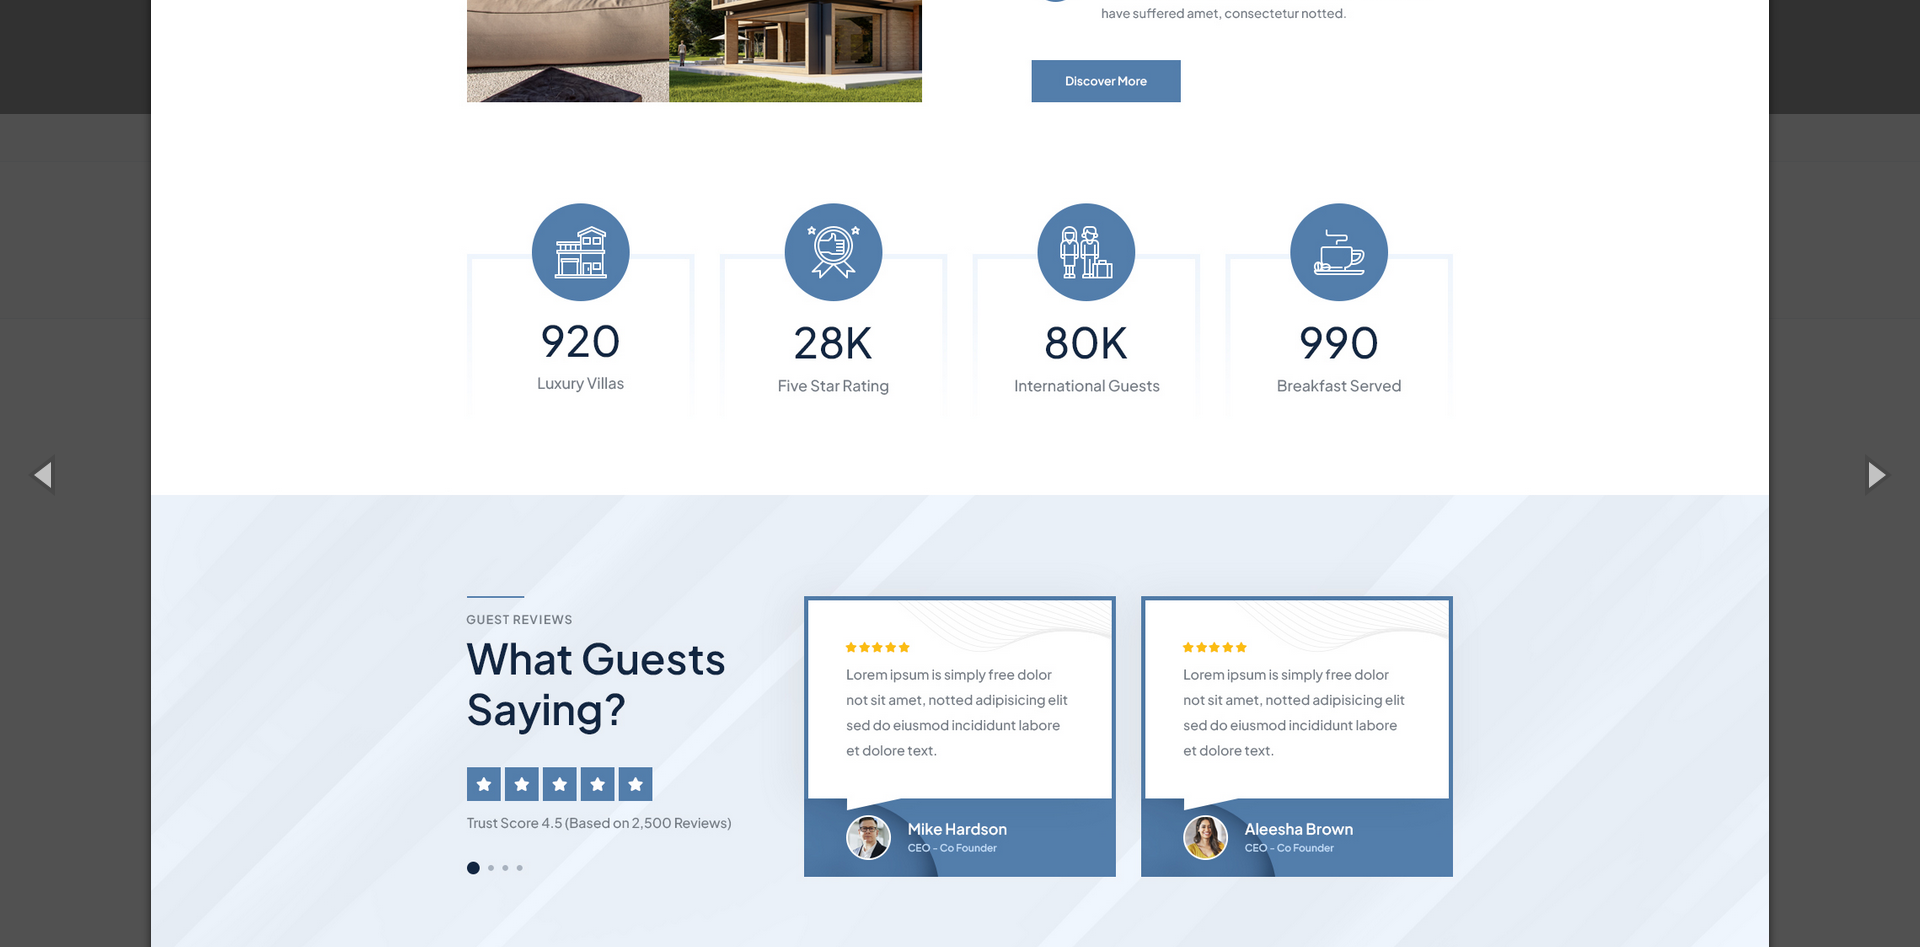 have suffered amet, consectetur notted.
Discover More
920
Luxury Villas
28K
Five Star Rating
80K
International Guests
990
Breakfast Served
GUEST REVIEWS
What Guests
Saying?
Trust Score 4.5 (Based on 2,500 Reviews)
Lorem ipsum is simply free dolor
not sit amet, notted adipisicing elit
sed do eiusmod incididunt labore
et dolore text.
Mike Hardson
CEO - Co Founder
Lorem ipsum is simply free dolor
not sit amet, notted adipisicing elit
sed do eiusmod incididunt labore
et dolore text.
Aleesha Brown
CEO - Co Founder